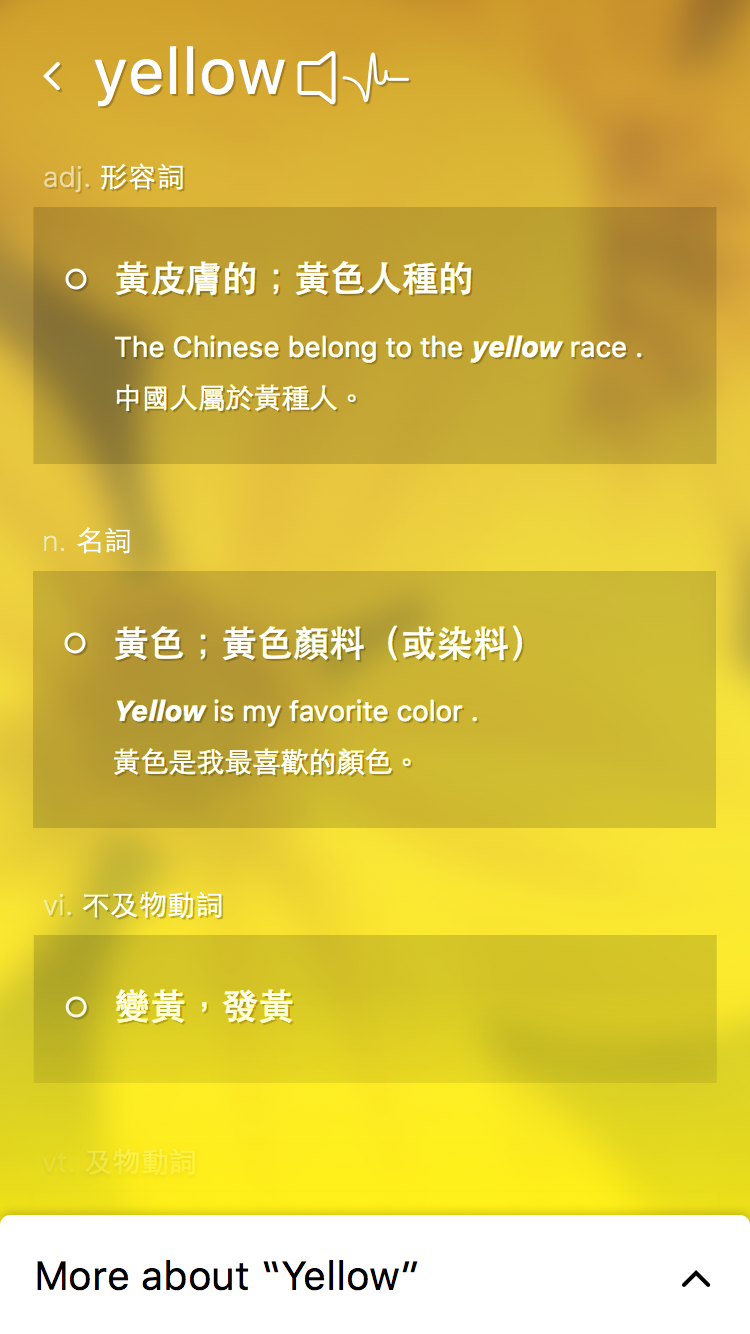 yellow
adj. 形容詞
黃皮膚的；黃色人種的
The Chinese belong to the yellow race .
中國人屬於黃種人。
n. 名詞
黃色；黃色顏料（或染料）
Yellow is my favorite color .
黃色是我最喜歡的顏色。
vi. 不及物動詞
變黃，發黃
vt. 及物動詞
More about “Yellow”